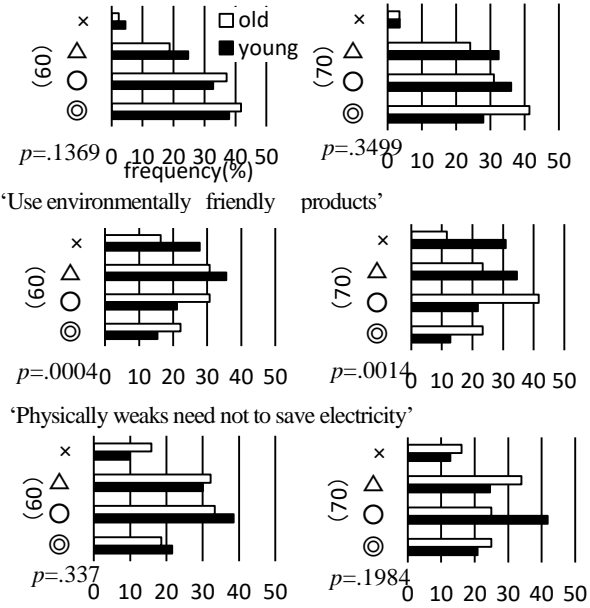 × □ old ×
△ ■ young △
(60) (70)
○ ○
◎ ◎
p=.1369 0 10 20 30 40 50 p=.3499 0 10 20 30 40 50
frequency(%)
‘Use environmentally friendly products’
× ×
(60) △ (70) △
○ ○
◎ ◎
p=.0004 0 10 20 30 40 50 p=.0014 0 10 20 30 40 50
‘Physically weaks need not to save electricity’
× ×
(60) △ (70) △
○ ○
◎ ◎
p=.337 0 10 20 30 40 50 p=.1984 0 10 20 30 40 50